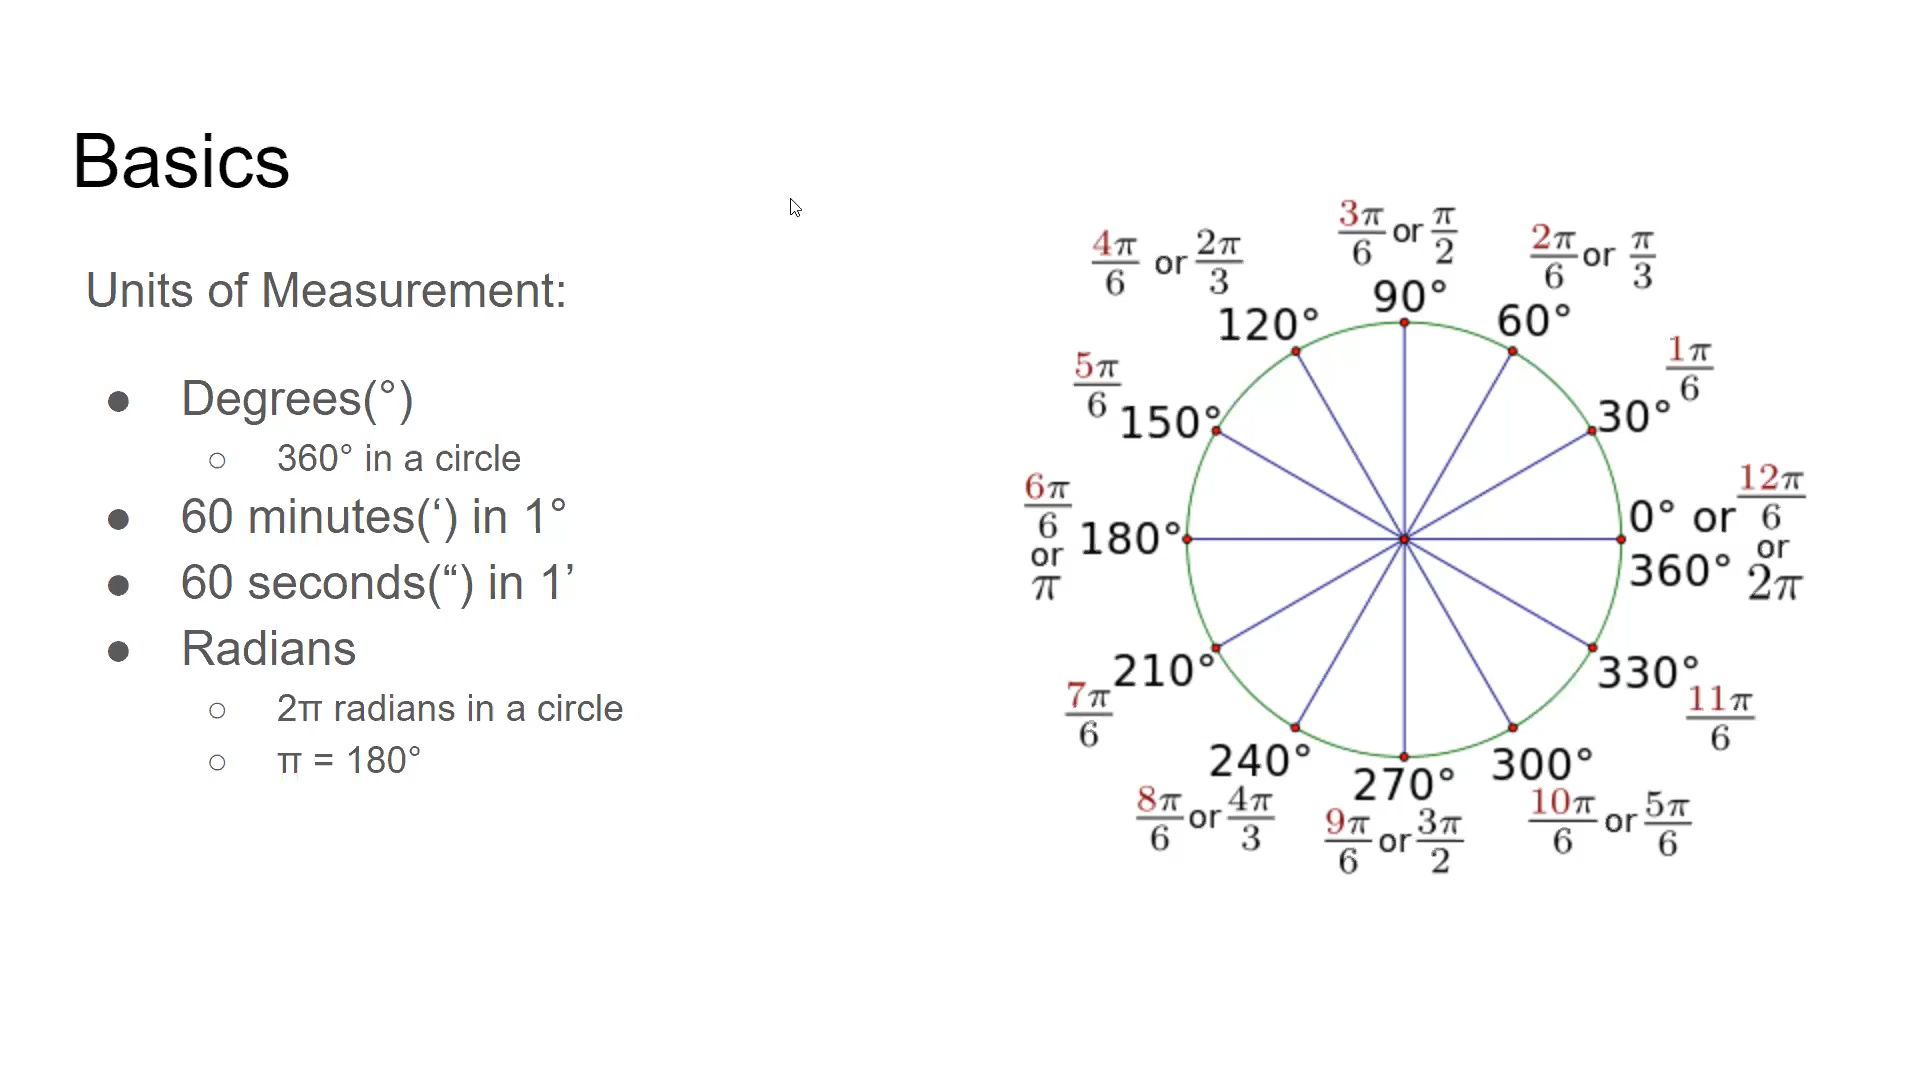 Basics
Units of Measurement:
● Degrees(°)
○ 360° in a circle
● 60 minutes(‘) in 1°
● 60 seconds(“) in 1’
● Radians
○ 2π radians in a circle
○ π = 180°
3π/6 or π/2
90°
2π/6 or π/3
60°
1π/6
30°
0° or 360°
12π/6 or 2π
330°
11π/6
300°
10π/6 or 5π/6
270°
9π/6 or 3π/2
240°
8π/6 or 4π/3
210°
7π/6
180°
6π/6 or π
150°
5π/6
120°
4π/6 or 2π/3